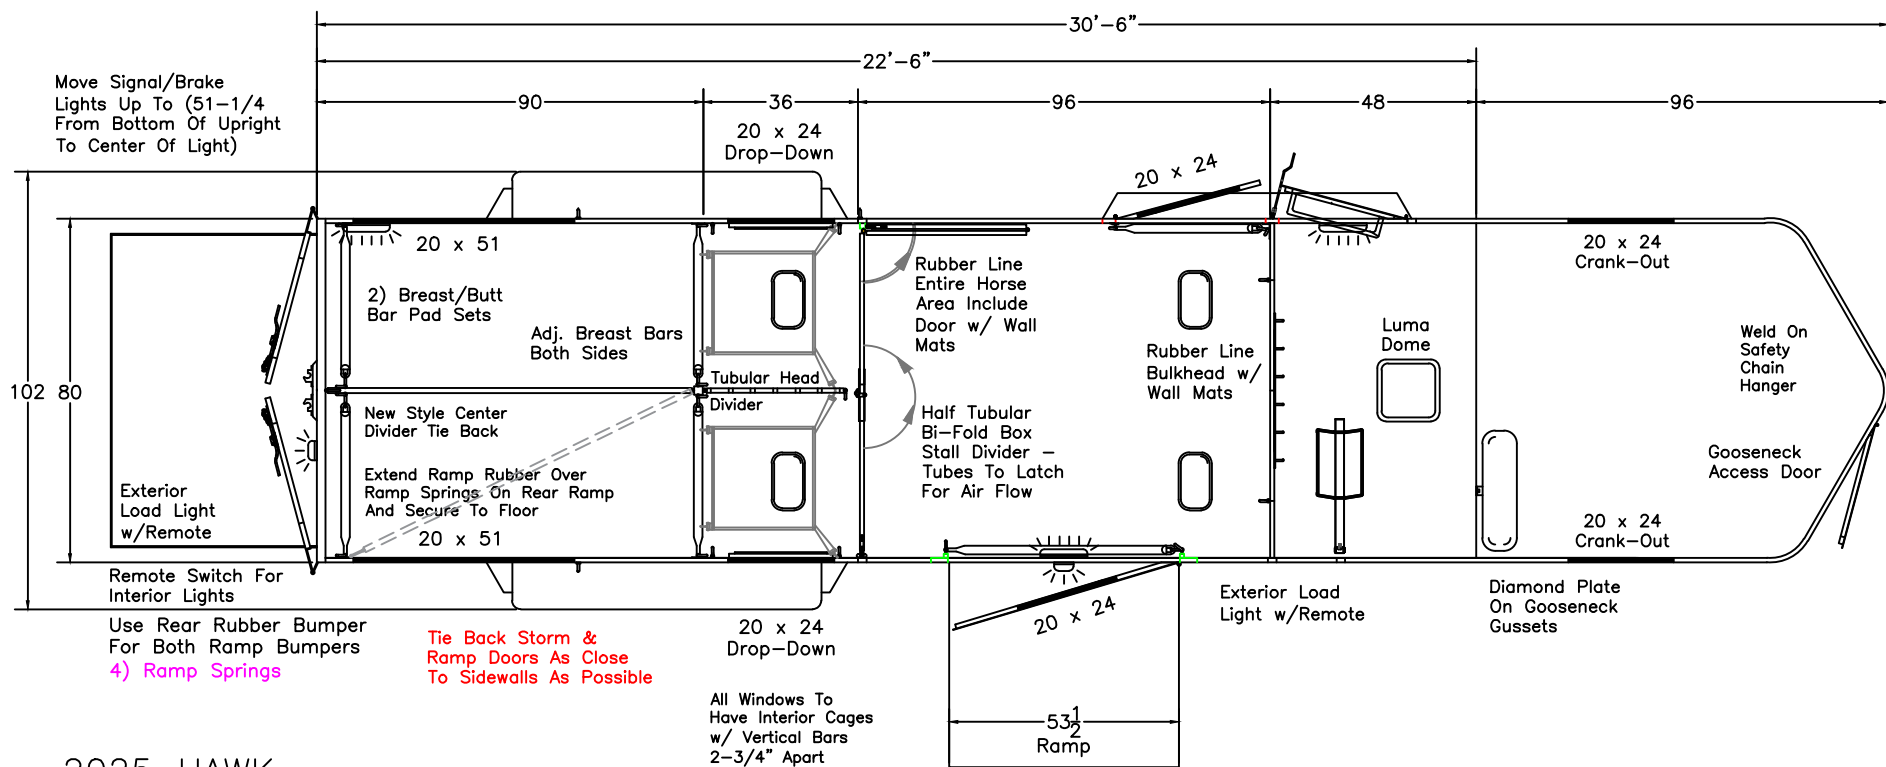 30'-6"
22'-6"
90
36
96
48
96
Move Signal/Brake
Lights Up To (51-1/4
From Bottom Of Upright
To Center Of Light)
20 x 24
Drop-Down
20 x 24
102
80
20 x 51
2) Breast/Butt
Bar Pad Sets
Adj. Breast Bars
Both Sides
Tubular Head
Divider
New Style Center
Divider Tie Back
Extend Ramp Rubber Over
Ramp Springs On Rear Ramp
And Secure To Floor
20 x 51
Exterior
Load Light
w/Remote
Rubber Line
Entire Horse
Area Include
Door w/ Wall
Mats
Half Tubular
Bi-Fold Box
Stall Divider -
Tubes To Latch
For Air Flow
Rubber Line
Bulkhead w/
Wall Mats
Luma
Dome
20 x 24
Crank-Out
Weld On
Safety
Chain
Hanger
Gooseneck
Access Door
20 x 24
Crank-Out
Remote Switch For
Interior Lights
Use Rear Rubber Bumper
For Both Ramp Bumpers
4) Ramp Springs
Tie Back Storm &
Ramp Doors As Close
To Sidewalls As Possible
20 x 24
Drop-Down
All Windows To
Have Interior Cages
w/ Vertical Bars
2-3/4" Apart
20 x 24
53 1/2
Ramp
Exterior Load
Light w/Remote
Diamond Plate
On Gooseneck
Gussets
2025 HAWK